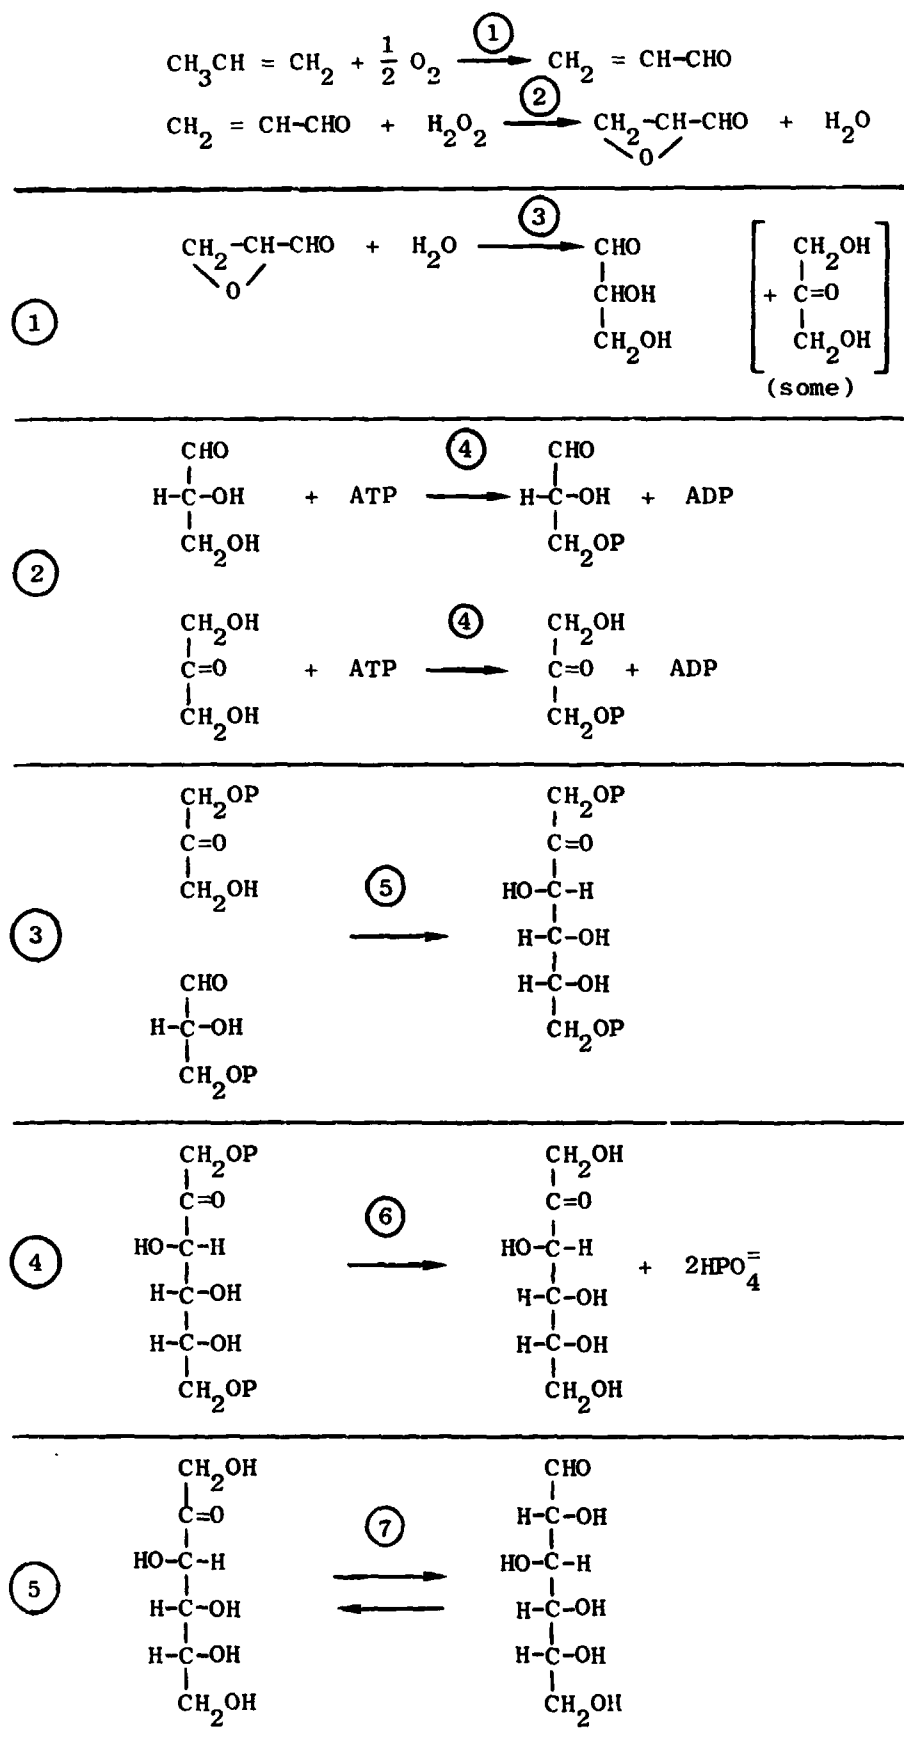 ①
CH3CH = CH2 + 1/2 O2 → CH2 = CH-CHO
②
CH2 = CH-CHO + H2O2 → CH2-CH-CHO + H2O
O
③
CH2-CH-CHO + H2O → CHO CH2OH
O CHOH + C=O
① CH2OH CH2OH
(some)
CHO ④ CHO
H-C-OH + ATP → H-C-OH + ADP
CH2OH CH2OP
②
CH2OH ④ CH2OH
C=O + ATP → C=O + ADP
CH2OH CH2OP
CH2OP CH2OP
C=O C=O
CH2OH ⑤ HO-C-H
③ → H-C-OH
CHO H-C-OH
H-C-OH CH2OP
CH2OP
CH2OP CH2OH
C=O ⑥ C=O
HO-C-H HO-C-H
④ → + 2HPO4=
H-C-OH H-C-OH
H-C-OH H-C-OH
CH2OP CH2OH
CH2OH CHO
C=O ⑦ H-C-OH
HO-C-H HO-C-H
⑤ ⇄
H-C-OH H-C-OH
H-C-OH H-C-OH
CH2OH CH2OH